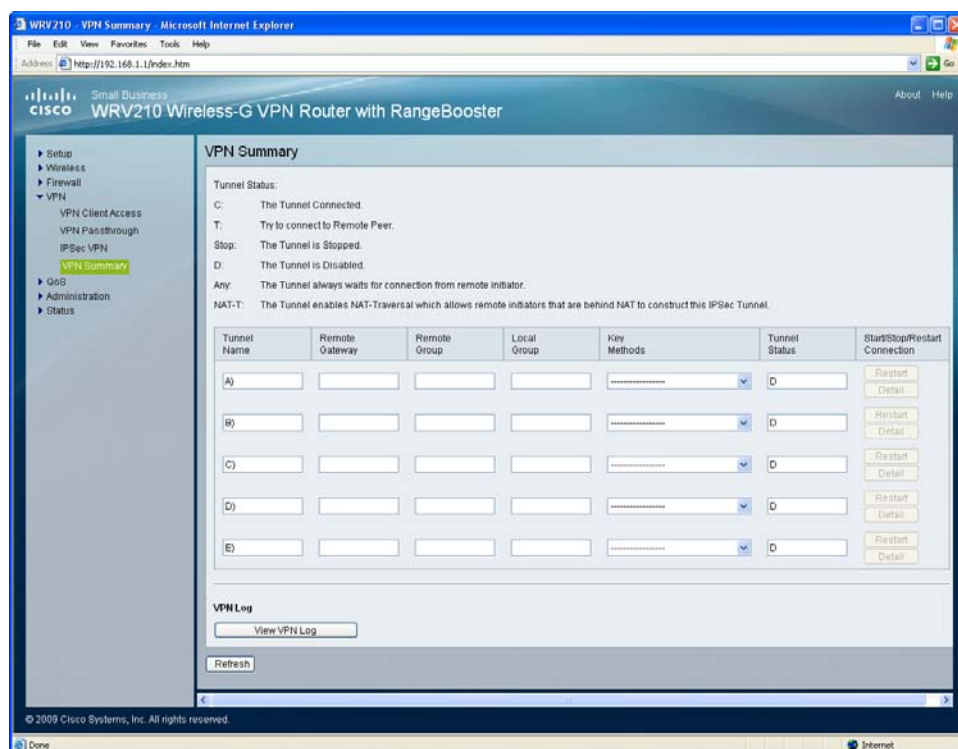 WRV210 - VPN Summary - Microsoft Internet Explorer
File Edit View Favorites Tools Help
Address http://192.168.1.1/index.htm Go
Small Business
CISCO WRV210 Wireless-G VPN Router with RangeBooster
About Help
Setup
Wireless
Firewall
VPN
VPN Client Access
VPN Passthrough
IPSec VPN
VPN Summary
QoS
Administration
Status
VPN Summary
Tunnel Status:
C: The Tunnel Connected.
T: Try to connect to Remote Peer.
Stop: The Tunnel is Stopped.
D: The Tunnel is Disabled.
Any: The Tunnel always waits for connection from remote initiator.
NAT-T: The Tunnel enables NAT-Traversal which allows remote initiators that are behind NAT to construct this IPSec Tunnel.
Tunnel Name Remote Gateway Remote Group Local Group Key Methods Tunnel Status Start/Stop/Restart Connection
A) ----------------- D Restart
Detail
B) ----------------- D Restart
Detail
C) ----------------- D Restart
Detail
D) ----------------- D Restart
Detail
E) ----------------- D Restart
Detail
VPN Log
View VPN Log
Refresh
© 2009 Cisco Systems, Inc. All rights reserved.
Done Internet